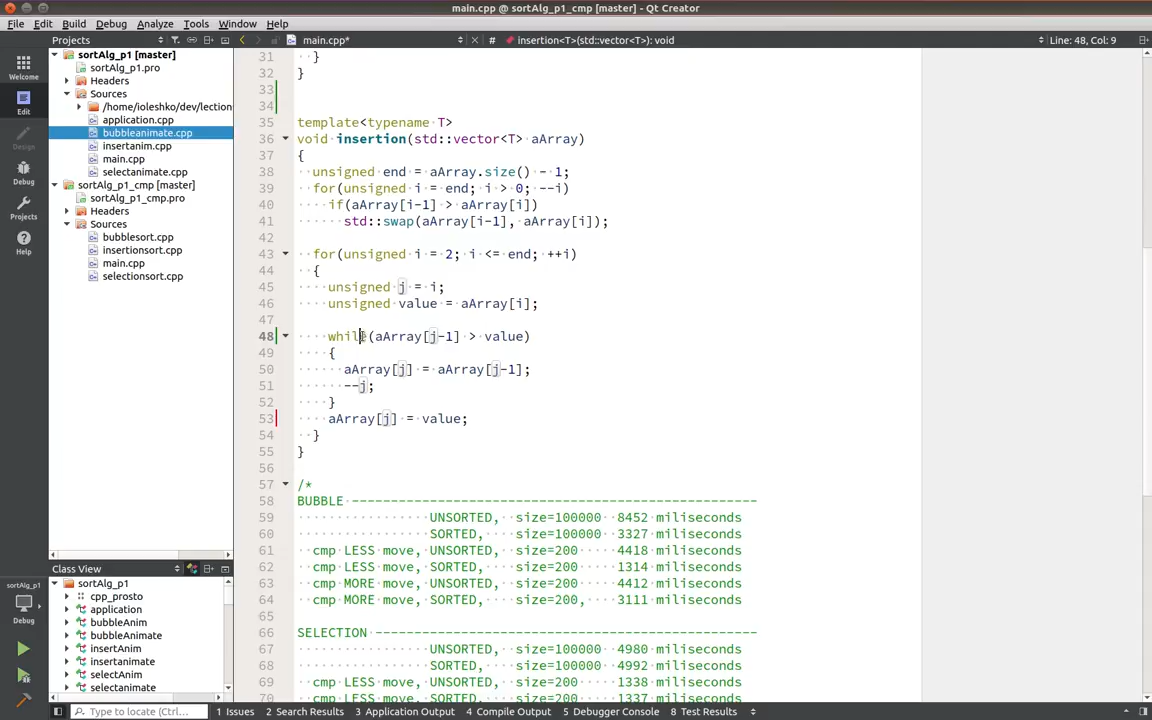 main.cpp @ sortAlg_p1_cmp [master] - Qt Creator
File Edit Build Debug Analyze Tools Window Help
Projects
main.cpp*
#
insertion<T>(std::vector<T>): void
Line: 48, Col: 9
Welcome
Edit
Design
Debug
Projects
Help
sortAlg_p1 [master]
sortAlg_p1.pro
Headers
Sources
/home/ioleshko/dev/lection
application.cpp
bubbleanimate.cpp
insertanim.cpp
main.cpp
selectanimate.cpp
sortAlg_p1_cmp [master]
sortAlg_p1_cmp.pro
Headers
Sources
bubblesort.cpp
insertionsort.cpp
main.cpp
selectionsort.cpp
31 }
32 }
33
34
35 template<typename T>
36 void insertion(std::vector<T> aArray)
37 {
38 unsigned end = aArray.size() - 1;
39 for(unsigned i = end; i > 0; --i)
40 if(aArray[i-1] > aArray[i])
41 std::swap(aArray[i-1], aArray[i]);
42
43 for(unsigned i = 2; i <= end; ++i)
44 {
45 unsigned j = i;
46 unsigned value = aArray[i];
47
48 while(aArray[j-1] > value)
49 {
50 aArray[j] = aArray[j-1];
51 --j;
52 }
53 aArray[j] = value;
54 }
55 }
56
57 /*
58 BUBBLE ---------------------------------------------------
59 UNSORTED, size=100000 8452 miliseconds
60 SORTED, size=100000 3327 miliseconds
61 cmp LESS move, UNSORTED, size=200 4418 miliseconds
62 cmp LESS move, SORTED, size=200 1314 miliseconds
63 cmp MORE move, UNSORTED, size=200 4412 miliseconds
64 cmp MORE move, SORTED, size=200, 3111 miliseconds
65
66 SELECTION ------------------------------------------------
67 UNSORTED, size=100000 4980 miliseconds
68 SORTED, size=100000 4992 miliseconds
69 cmp LESS move, UNSORTED, size=200 1338 miliseconds
70 cmp LESS move, SORTED, size=200 1337 miliseconds
Class View
sortAlg_p1
cpp_prosto
application
bubbleAnim
bubbleAnimate
insertAnim
insertanimate
selectAnim
selectanimate
sortAlg_p1
Debug
Type to locate (Ctrl...
1 Issues
2 Search Results
3 Application Output
4 Compile Output
5 Debugger Console
8 Test Results